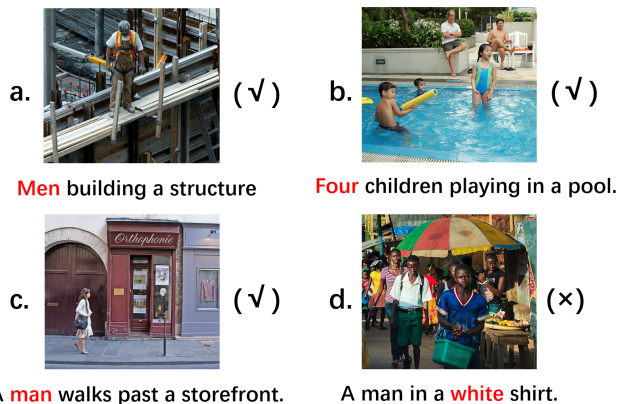 a.
(√)
b.
(√)
Men building a structure
Four children playing in a pool.
Orthophonie
c.
(√)
d.
(×)
man walks past a storefront.
A man in a white shirt.